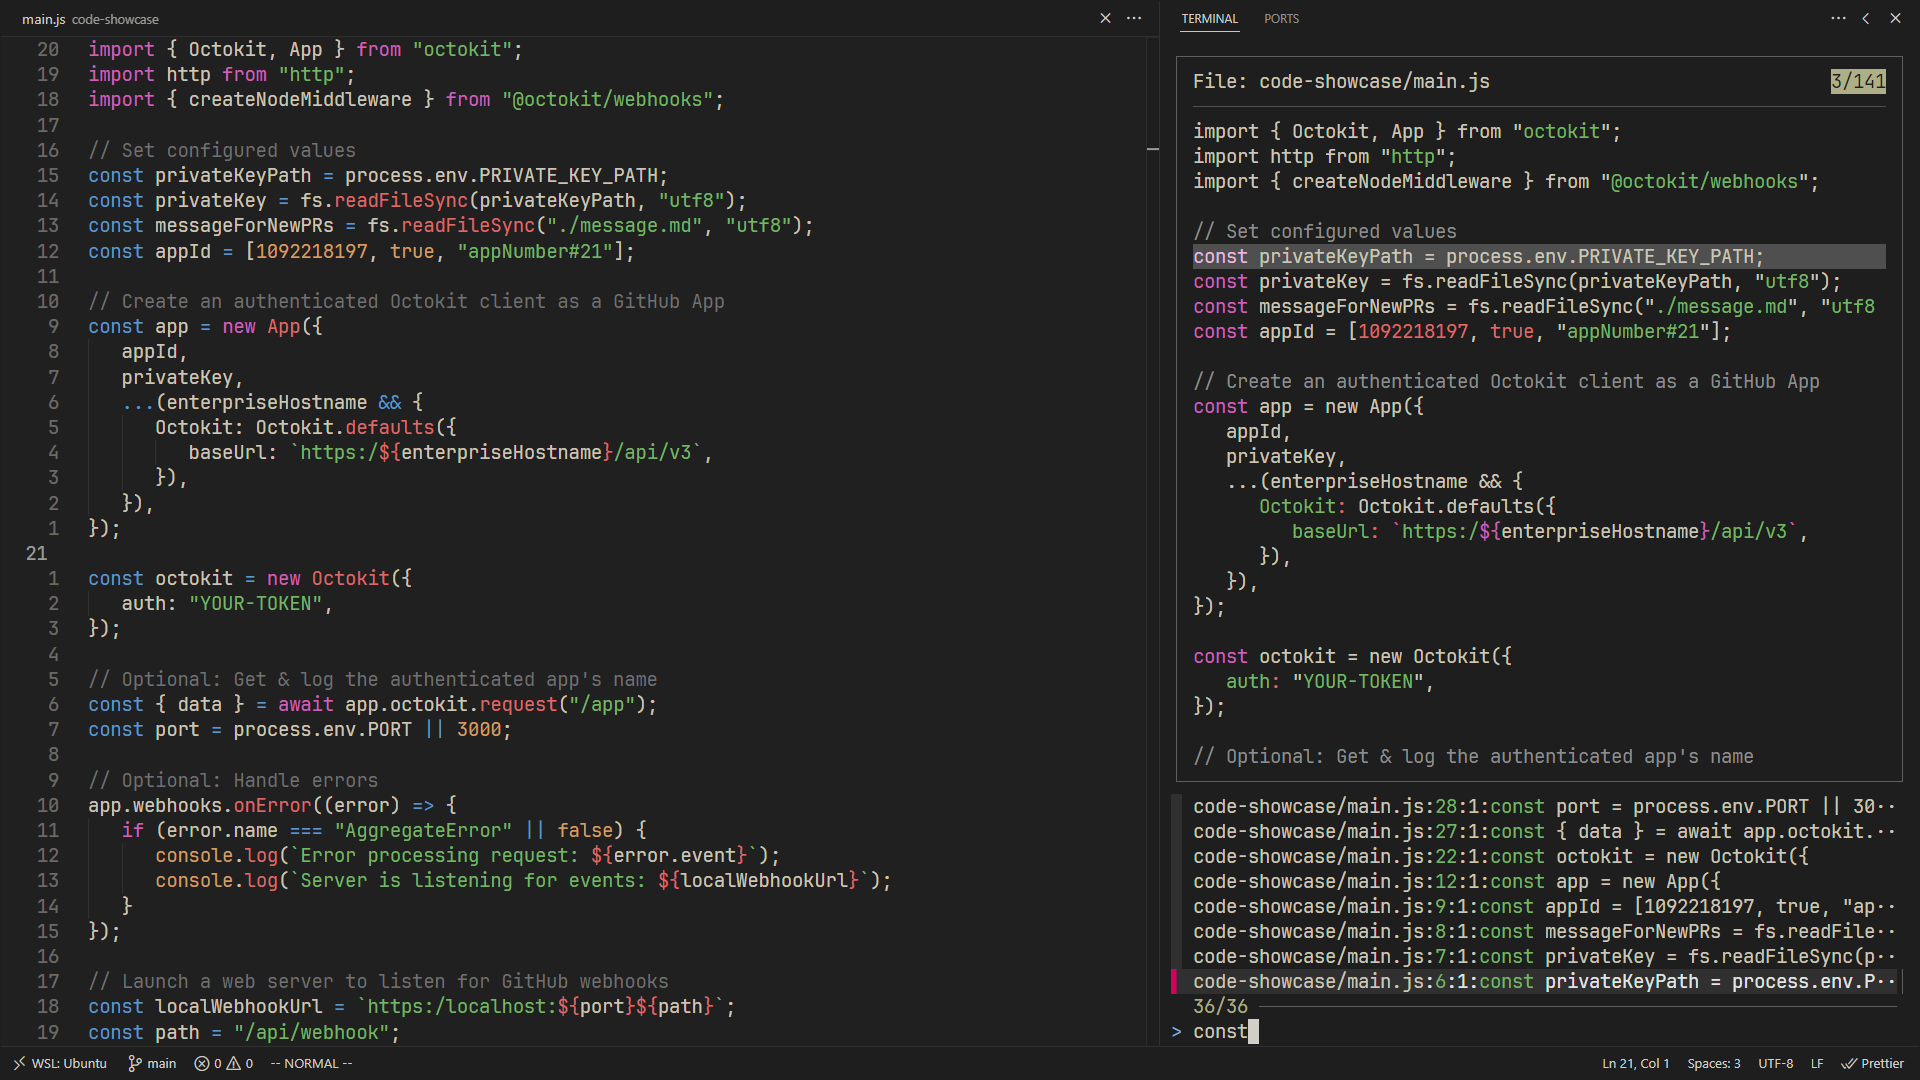 main.js code-showcase
20 import { Octokit, App } from "octokit";
19 import http from "http";
18 import { createNodeMiddleware } from "@octokit/webhooks";
17
16 // Set configured values
15 const privateKeyPath = process.env.PRIVATE_KEY_PATH;
14 const privateKey = fs.readFileSync(privateKeyPath, "utf8");
13 const messageForNewPRs = fs.readFileSync("./message.md", "utf8");
12 const appId = [1092218197, true, "appNumber#21"];
11
10 // Create an authenticated Octokit client as a GitHub App
9 const app = new App({
8 appId,
7 privateKey,
6 ...(enterpriseHostname && {
5 Octokit: Octokit.defaults({
4 baseUrl: `https:/${enterpriseHostname}/api/v3`,
3 }),
2 }),
1 });
21
1 const octokit = new Octokit({
2 auth: "YOUR-TOKEN",
3 });
4
5 // Optional: Get & log the authenticated app's name
6 const { data } = await app.octokit.request("/app");
7 const port = process.env.PORT || 3000;
8
9 // Optional: Handle errors
10 app.webhooks.onError((error) => {
11 if (error.name === "AggregateError" || false) {
12 console.log(`Error processing request: ${error.event}`);
13 console.log(`Server is listening for events: ${localWebhookUrl}`);
14 }
15 });
16
17 // Launch a web server to listen for GitHub webhooks
18 const localWebhookUrl = `https:/localhost:${port}${path}`;
19 const path = "/api/webhook";
TERMINAL PORTS
File: code-showcase/main.js 3/141
import { Octokit, App } from "octokit";
import http from "http";
import { createNodeMiddleware } from "@octokit/webhooks";
// Set configured values
const privateKeyPath = process.env.PRIVATE_KEY_PATH;
const privateKey = fs.readFileSync(privateKeyPath, "utf8");
const messageForNewPRs = fs.readFileSync("./message.md", "utf8
const appId = [1092218197, true, "appNumber#21"];
// Create an authenticated Octokit client as a GitHub App
const app = new App({
appId,
privateKey,
...(enterpriseHostname && {
Octokit: Octokit.defaults({
baseUrl: `https:/${enterpriseHostname}/api/v3`,
}),
}),
});
const octokit = new Octokit({
auth: "YOUR-TOKEN",
});
// Optional: Get & log the authenticated app's name
code-showcase/main.js:28:1:const port = process.env.PORT || 30··
code-showcase/main.js:27:1:const { data } = await app.octokit.··
code-showcase/main.js:22:1:const octokit = new Octokit({
code-showcase/main.js:12:1:const app = new App({
code-showcase/main.js:9:1:const appId = [1092218197, true, "ap··
code-showcase/main.js:8:1:const messageForNewPRs = fs.readFile··
code-showcase/main.js:7:1:const privateKey = fs.readFileSync(p··
code-showcase/main.js:6:1:const privateKeyPath = process.env.P··
36/36
> const
WSL: Ubuntu main 0 0 -- NORMAL -- Ln 21, Col 1 Spaces: 3 UTF-8 LF Prettier